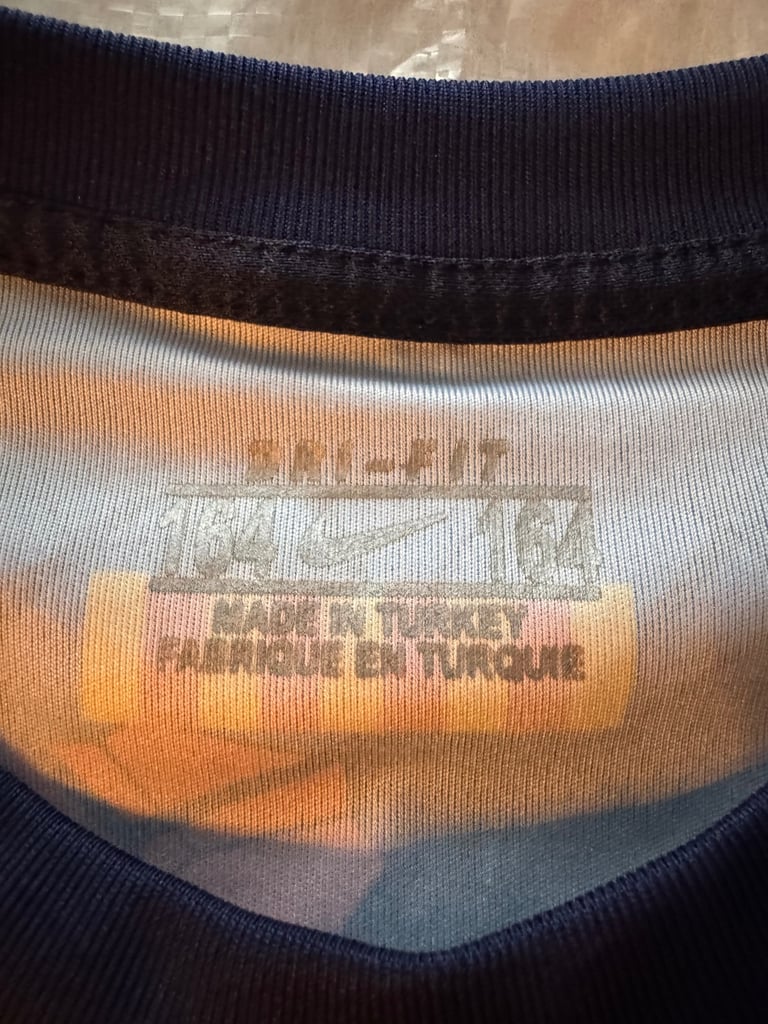 DRI-FIT
164 164
MADE IN TURKEY
FABRIQUE EN TURQUIE